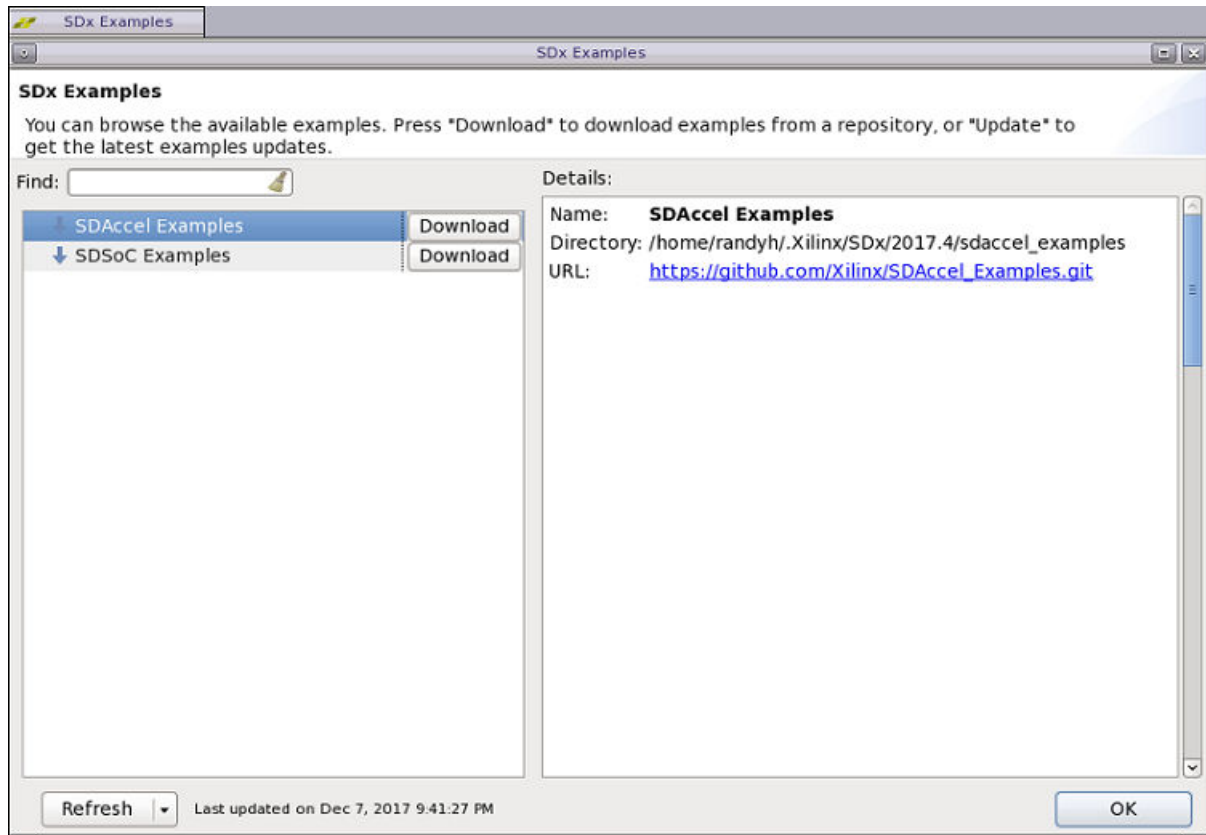 SDx Examples
SDx Examples
SDx Examples
You can browse the available examples. Press "Download" to download examples from a repository, or "Update" to
get the latest examples updates.
Find:
Details:
SDAccel Examples Download
SDSoC Examples Download
Name: SDAccel Examples
Directory: /home/randyh/.Xilinx/SDx/2017.4/sdaccel_examples
URL: https://github.com/Xilinx/SDAccel_Examples.git
Refresh Last updated on Dec 7, 2017 9:41:27 PM
OK